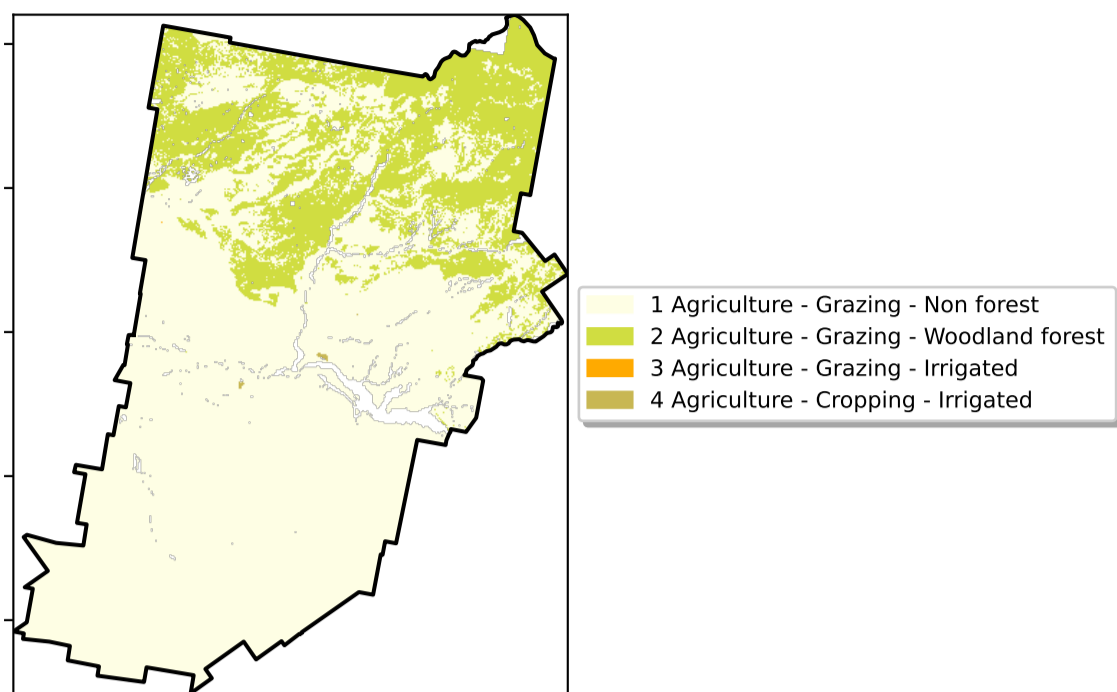 1 Agriculture - Grazing - Non forest
2 Agriculture - Grazing - Woodland forest
3 Agriculture - Grazing - Irrigated
4 Agriculture - Cropping - Irrigated